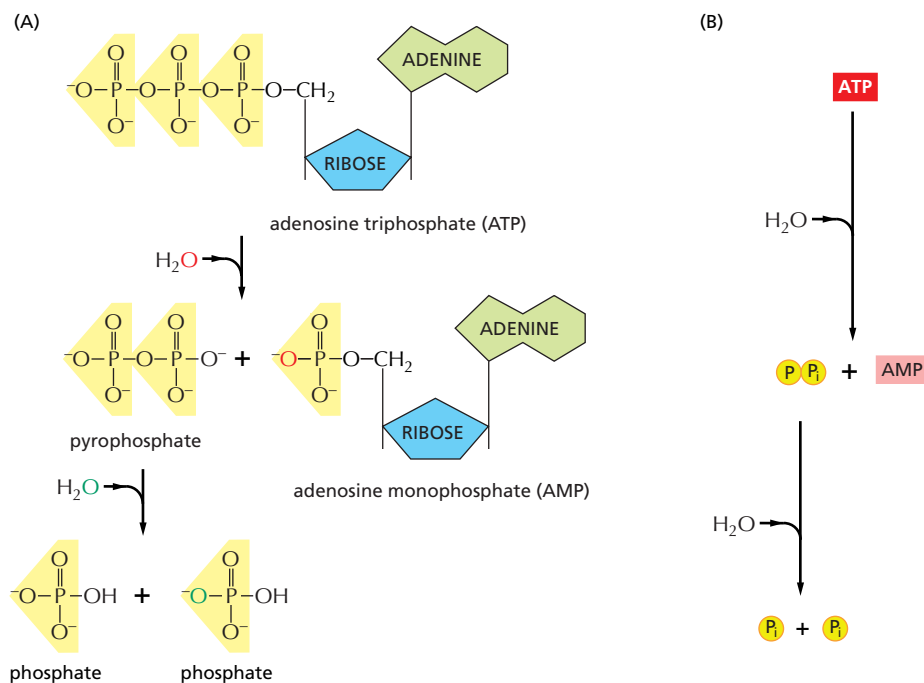 (A)
O O O
⁻O–P–O–P–O–P–O–CH₂
O⁻ O⁻ O⁻
ADENINE
RIBOSE
adenosine triphosphate (ATP)
H₂O
O O
⁻O–P–O–P–O⁻
O⁻ O⁻
pyrophosphate
+
O
⁻O–P–O–CH₂
O⁻
ADENINE
RIBOSE
adenosine monophosphate (AMP)
H₂O
O
⁻O–P–OH
O⁻
phosphate
+
O
⁻O–P–OH
O⁻
phosphate
(B)
ATP
H₂O
P Pᵢ + AMP
H₂O
Pᵢ + Pᵢ